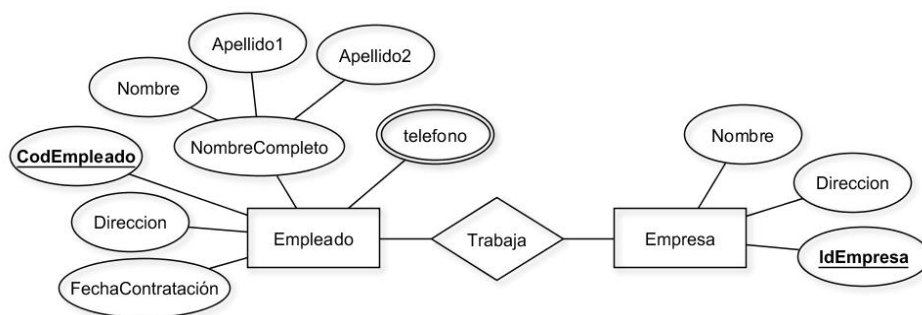 Apellido1
Apellido2
Nombre
telefono
Nombre
NombreCompleto
CodEmpleado
Direccion
Direccion
Empleado
Trabaja
Empresa
IdEmpresa
FechaContratación